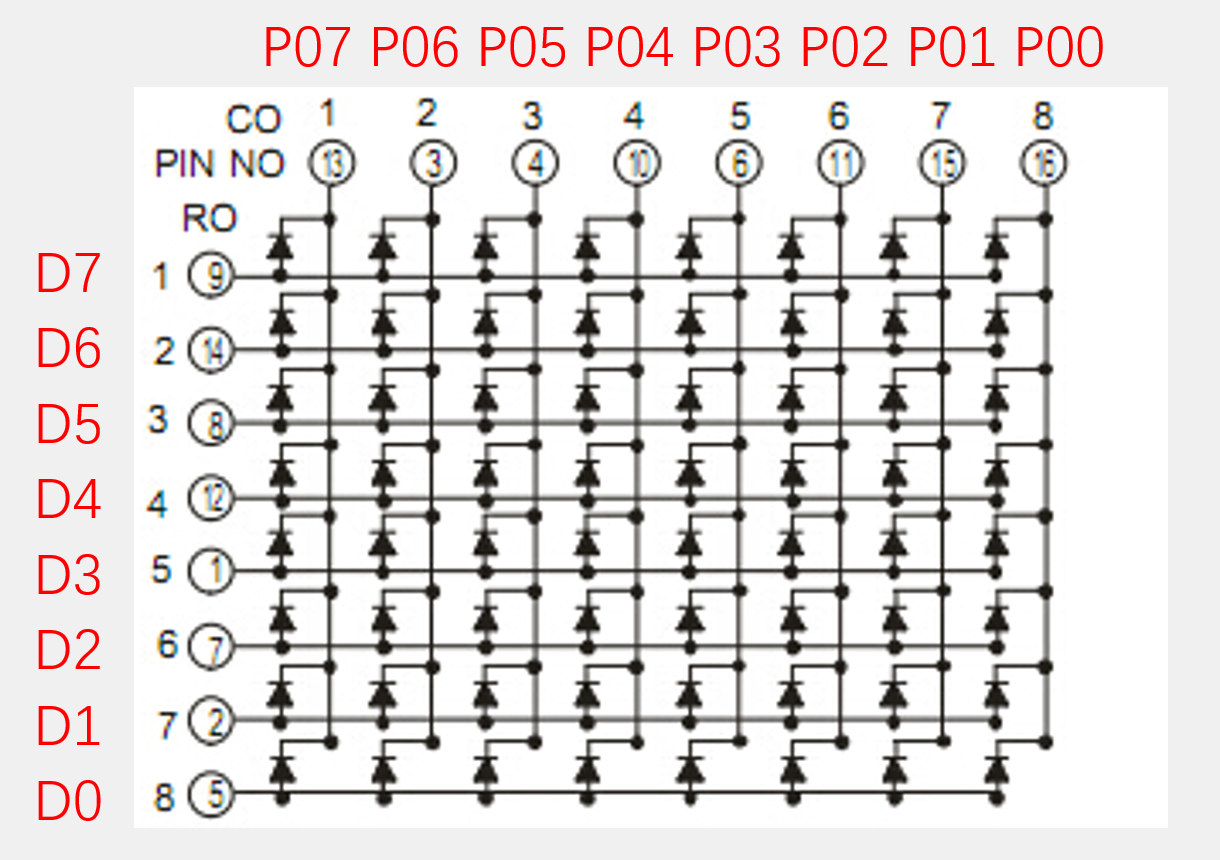 P07 P06 P05 P04 P03 P02 P01 P00
CO 1 2 3 4 5 6 7 8
PIN NO 13 3 4 10 6 11 15 16
RO
D7 1 9
D6 2 14
D5 3 8
D4 4 12
D3 5 1
D2 6 7
D1 7 2
D0 8 5